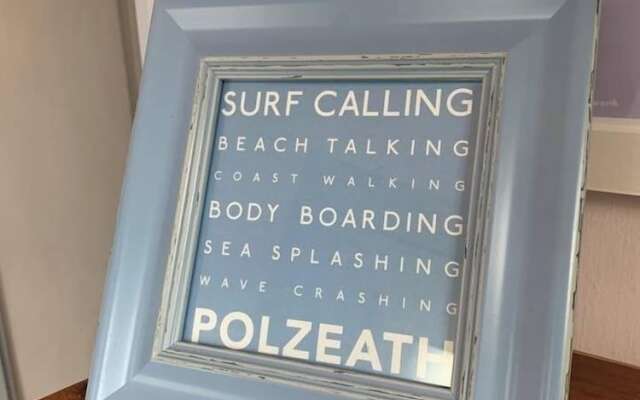 SURF CALLING
BEACH TALKING
COAST WALKING
BODY BOARDING
SEA SPLASHING
WAVE CRASHING
POLZEATH